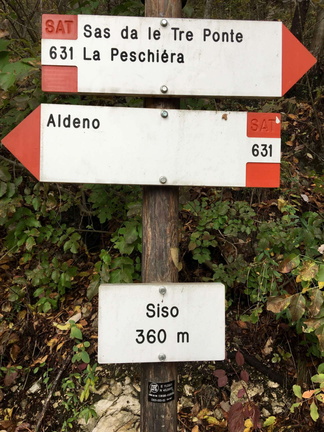 SAT Sas da le Tre Ponte
631 La Peschiéra
Aldeno SAT
631
Siso
360 m